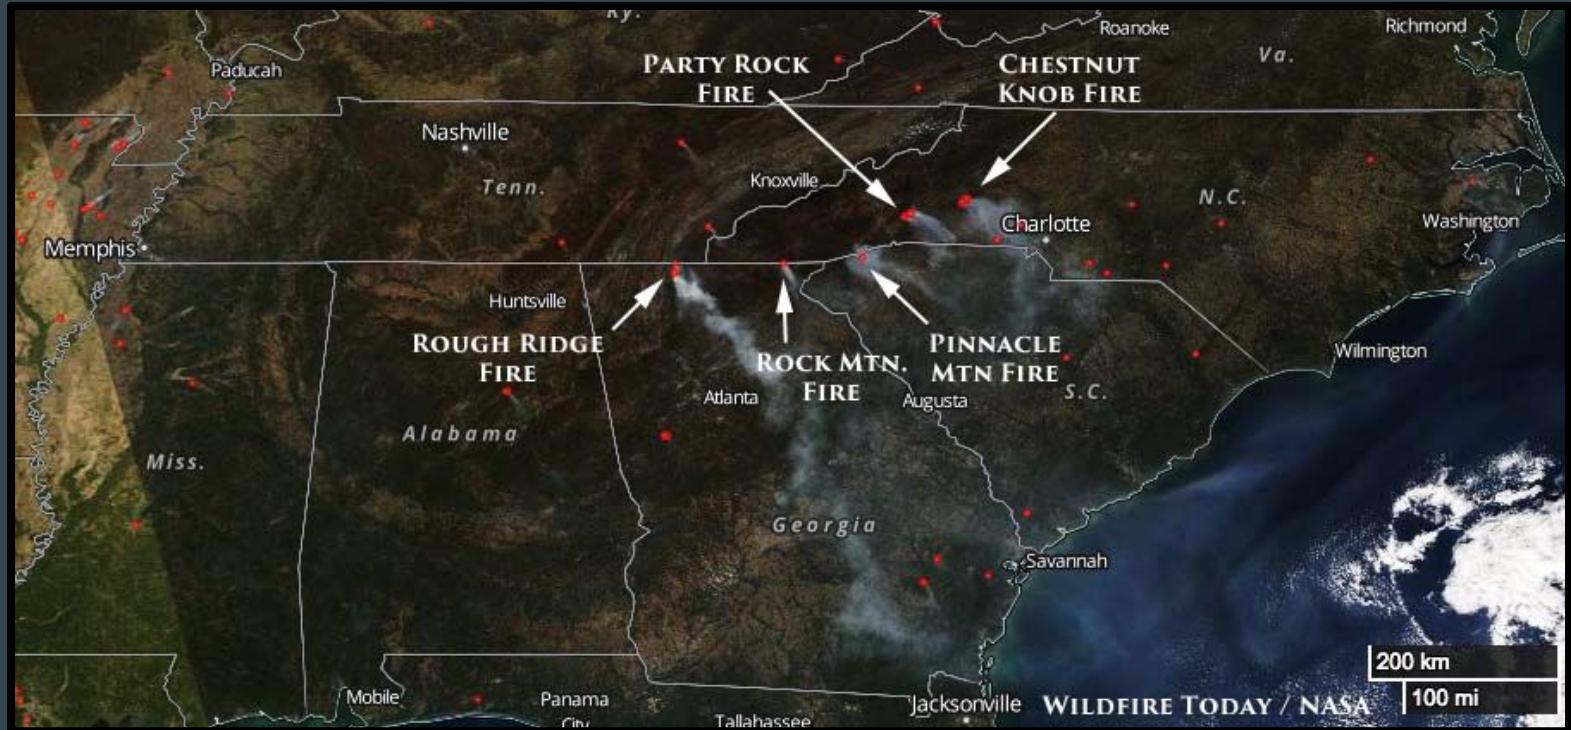 Ky.
Roanoke
Richmond
Va.
Paducah
PARTY ROCK
FIRE
CHESTNUT
KNOB FIRE
Nashville
Tenn.
Knoxville
N.C.
Charlotte
Washington
Memphis
Huntsville
ROUGH RIDGE
FIRE
ROCK MTN.
FIRE
PINNACLE
MTN FIRE
Wilmington
Atlanta
Augusta
S.C.
Alabama
Miss.
Georgia
Savannah
200 km
100 mi
Mobile
Panama
City
Tallahassee
Jacksonville
WILDFIRE TODAY / NASA